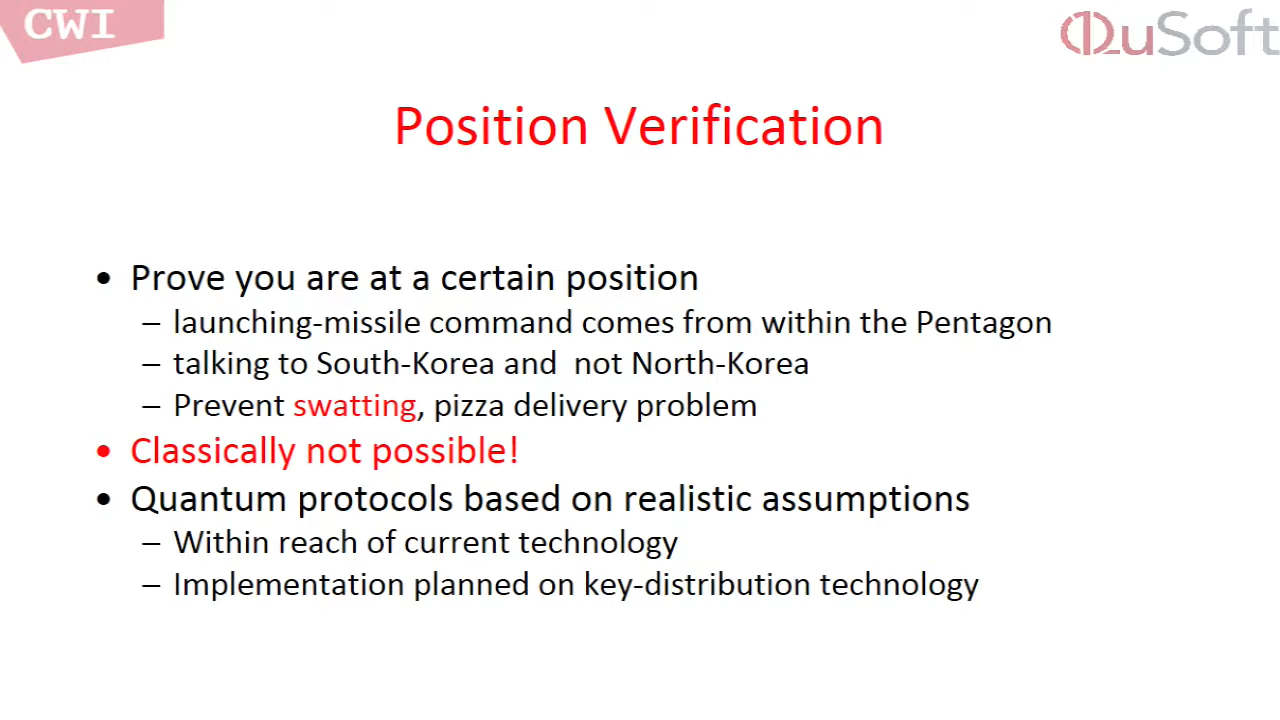 CWI
QuSoft
Position Verification
• Prove you are at a certain position
– launching-missile command comes from within the Pentagon
– talking to South-Korea and  not North-Korea
– Prevent swatting, pizza delivery problem
• Classically not possible!
• Quantum protocols based on realistic assumptions
– Within reach of current technology
– Implementation planned on key-distribution technology